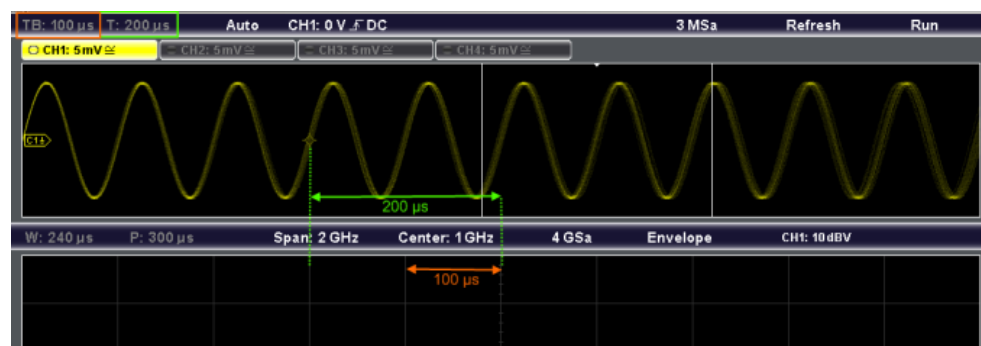 TB: 100 µs T: 200 µs Auto CH1: 0 V DC 3 MSa Refresh Run
CH1: 5mV≅ CH2: 5mV≅ CH3: 5mV≅ CH4: 5mV≅
C1
200 µs
W: 240 µs P: 300 µs Span: 2 GHz Center: 1 GHz 4 GSa Envelope CH1: 10dBV
100 µs